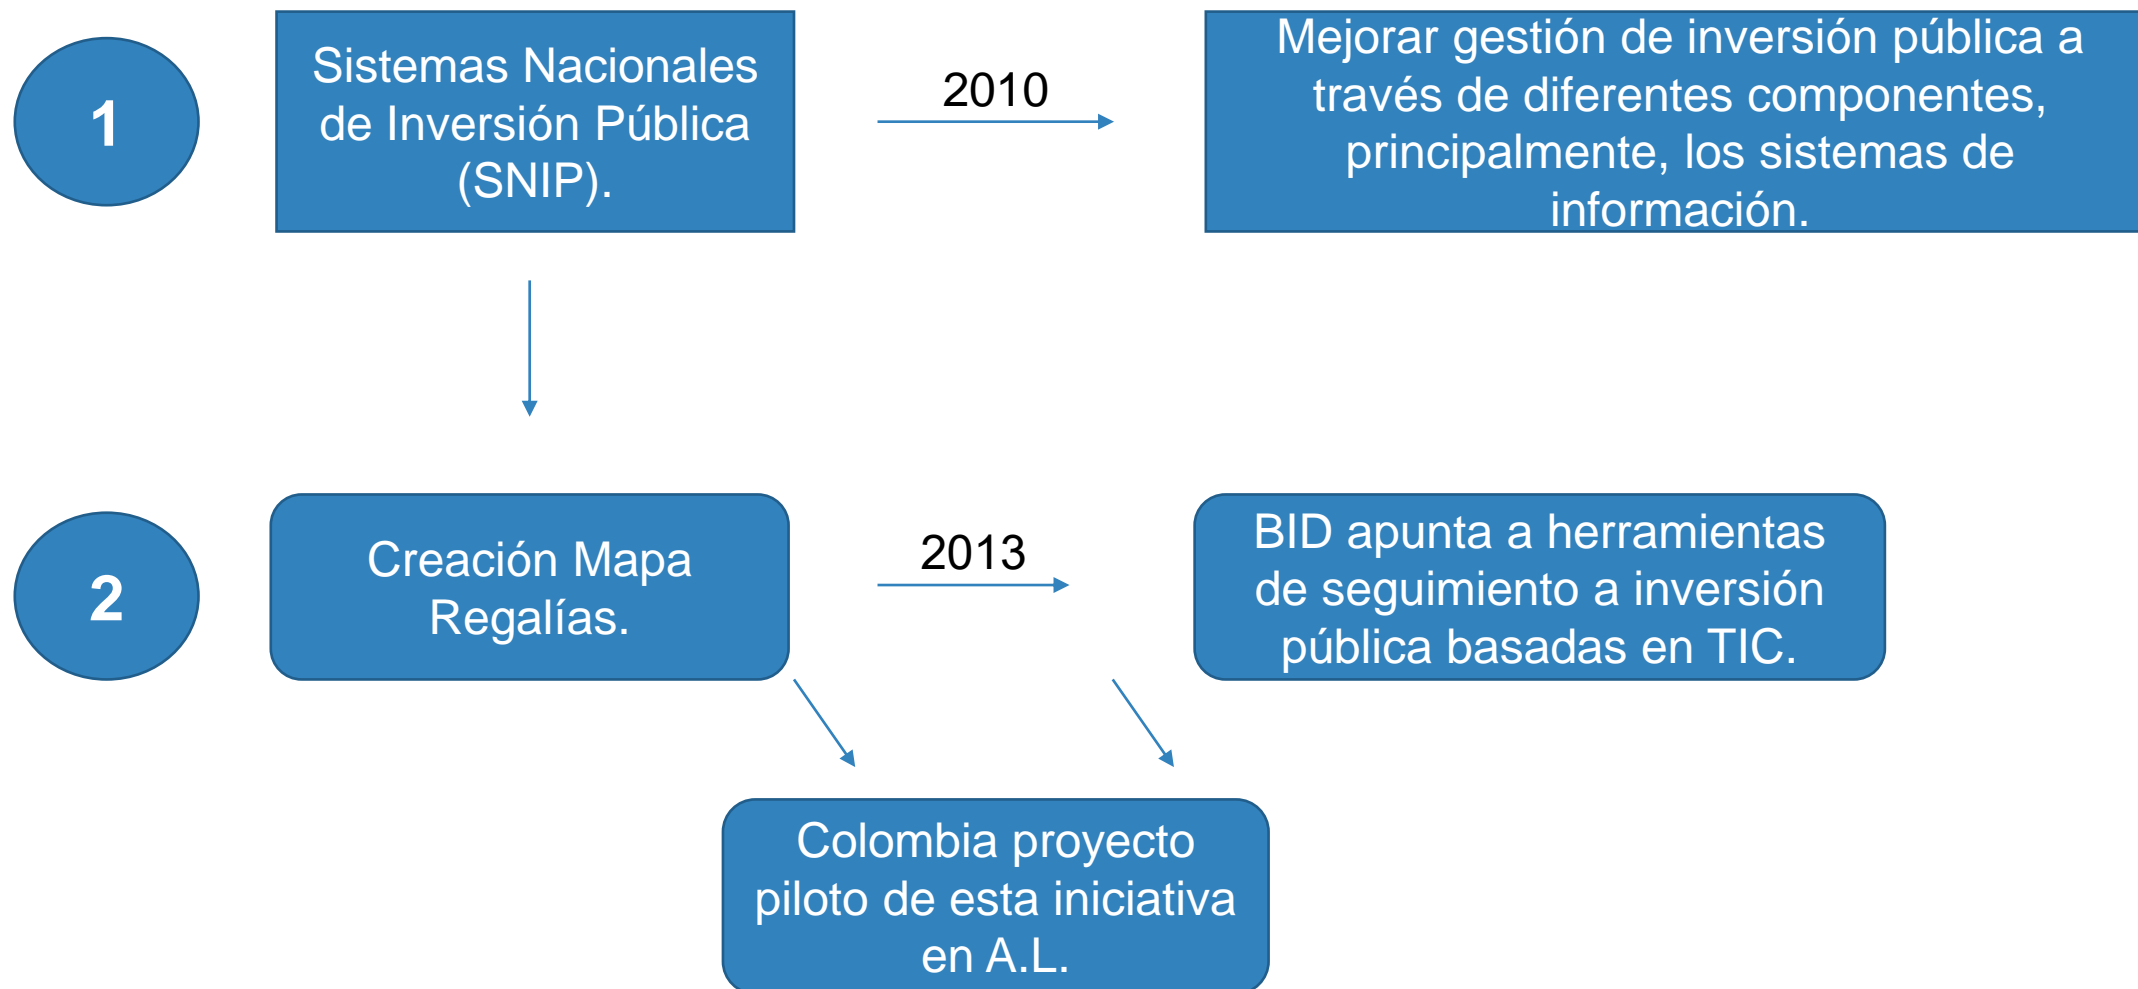 1
Sistemas Nacionales
de Inversión Pública
(SNIP).
2010
Mejorar gestión de inversión pública a
través de diferentes componentes,
principalmente, los sistemas de
información.
2
Creación Mapa
Regalías.
2013
BID apunta a herramientas
de seguimiento a inversión
pública basadas en TIC.
Colombia proyecto
piloto de esta iniciativa
en A.L.